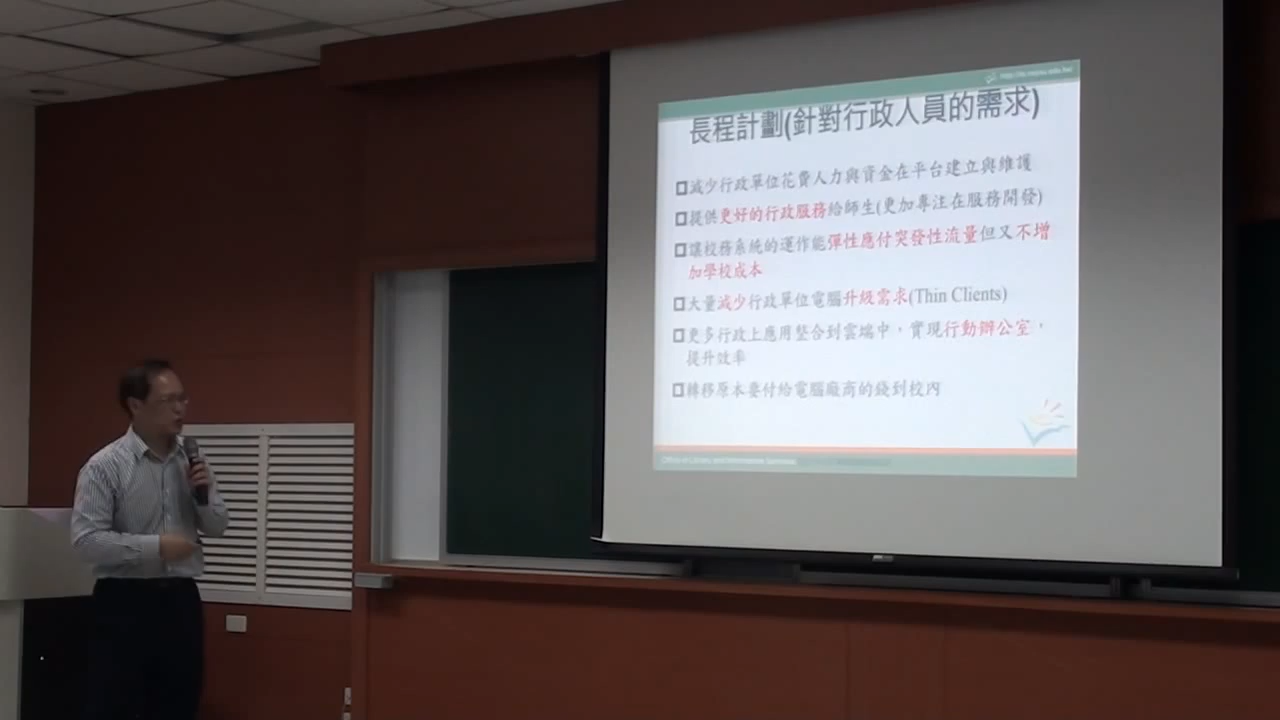 長程計劃(針對行政人員的需求)
減少行政單位花費人力與資金在平台建立與維護
提供更好的行政服務給師生(更加專注在服務開發)
讓校務系統的運作能彈性應付突發性流量但又不增
加學校成本
大量減少行政單位電腦升級需求(Thin Clients)
更多行政上應用整合到雲端中，實現行動辦公室，
提升效率
轉移原本要付給電腦廠商的錢到校內
Office of Library and Information Services